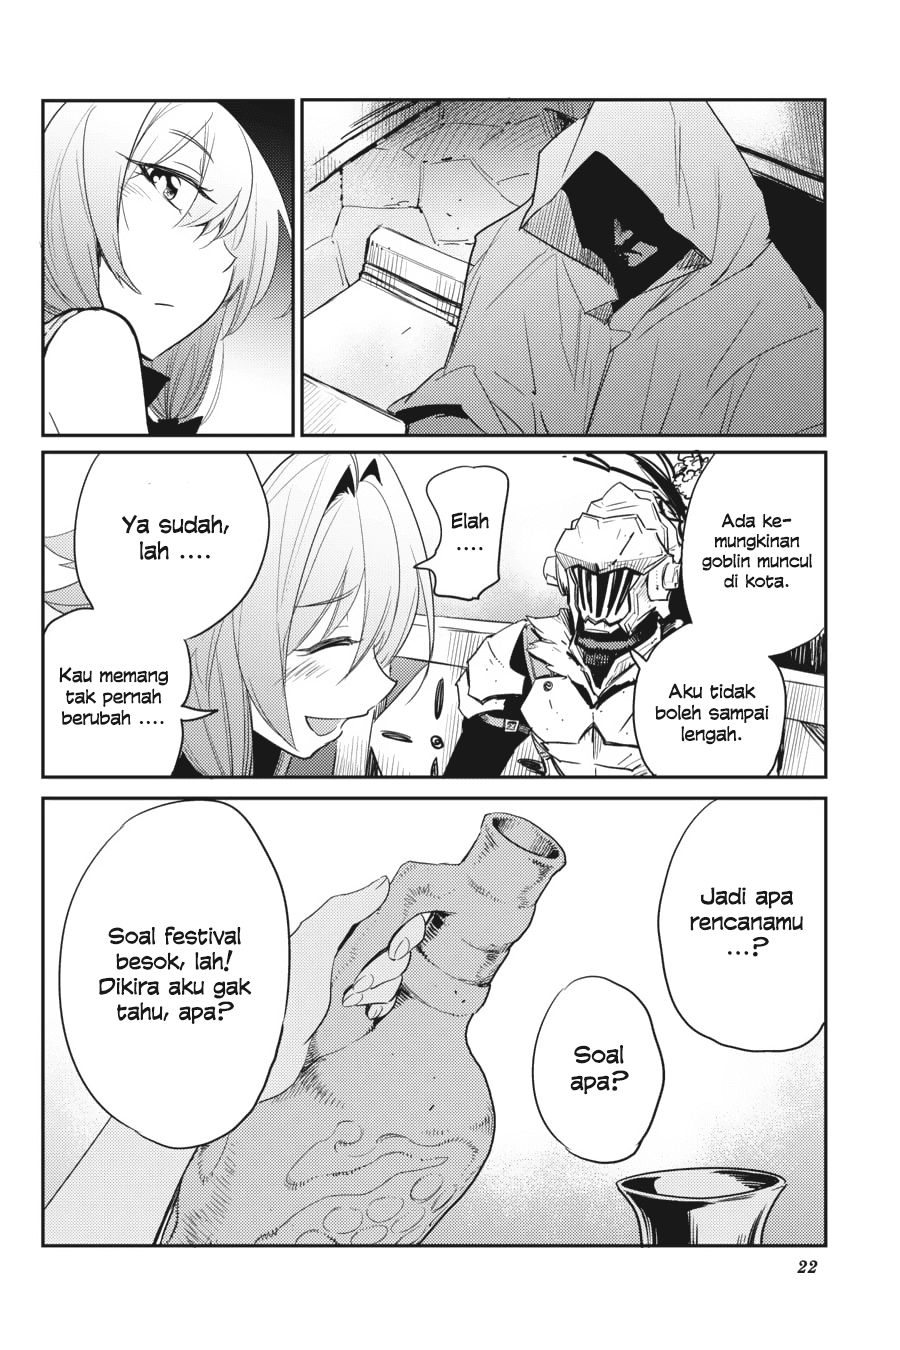 Ada ke-
mungkinan
goblin muncul
di kota.
Aku tidak
boleh sampai
lengah.
Elah
....
Ya sudah,
lah ....
Kau memang
tak pernah
berubah ....
Jadi apa
rencanamu
...?
Soal
apa?
Soal festival
besok, lah!
Dikira aku gak
tahu, apa?
22